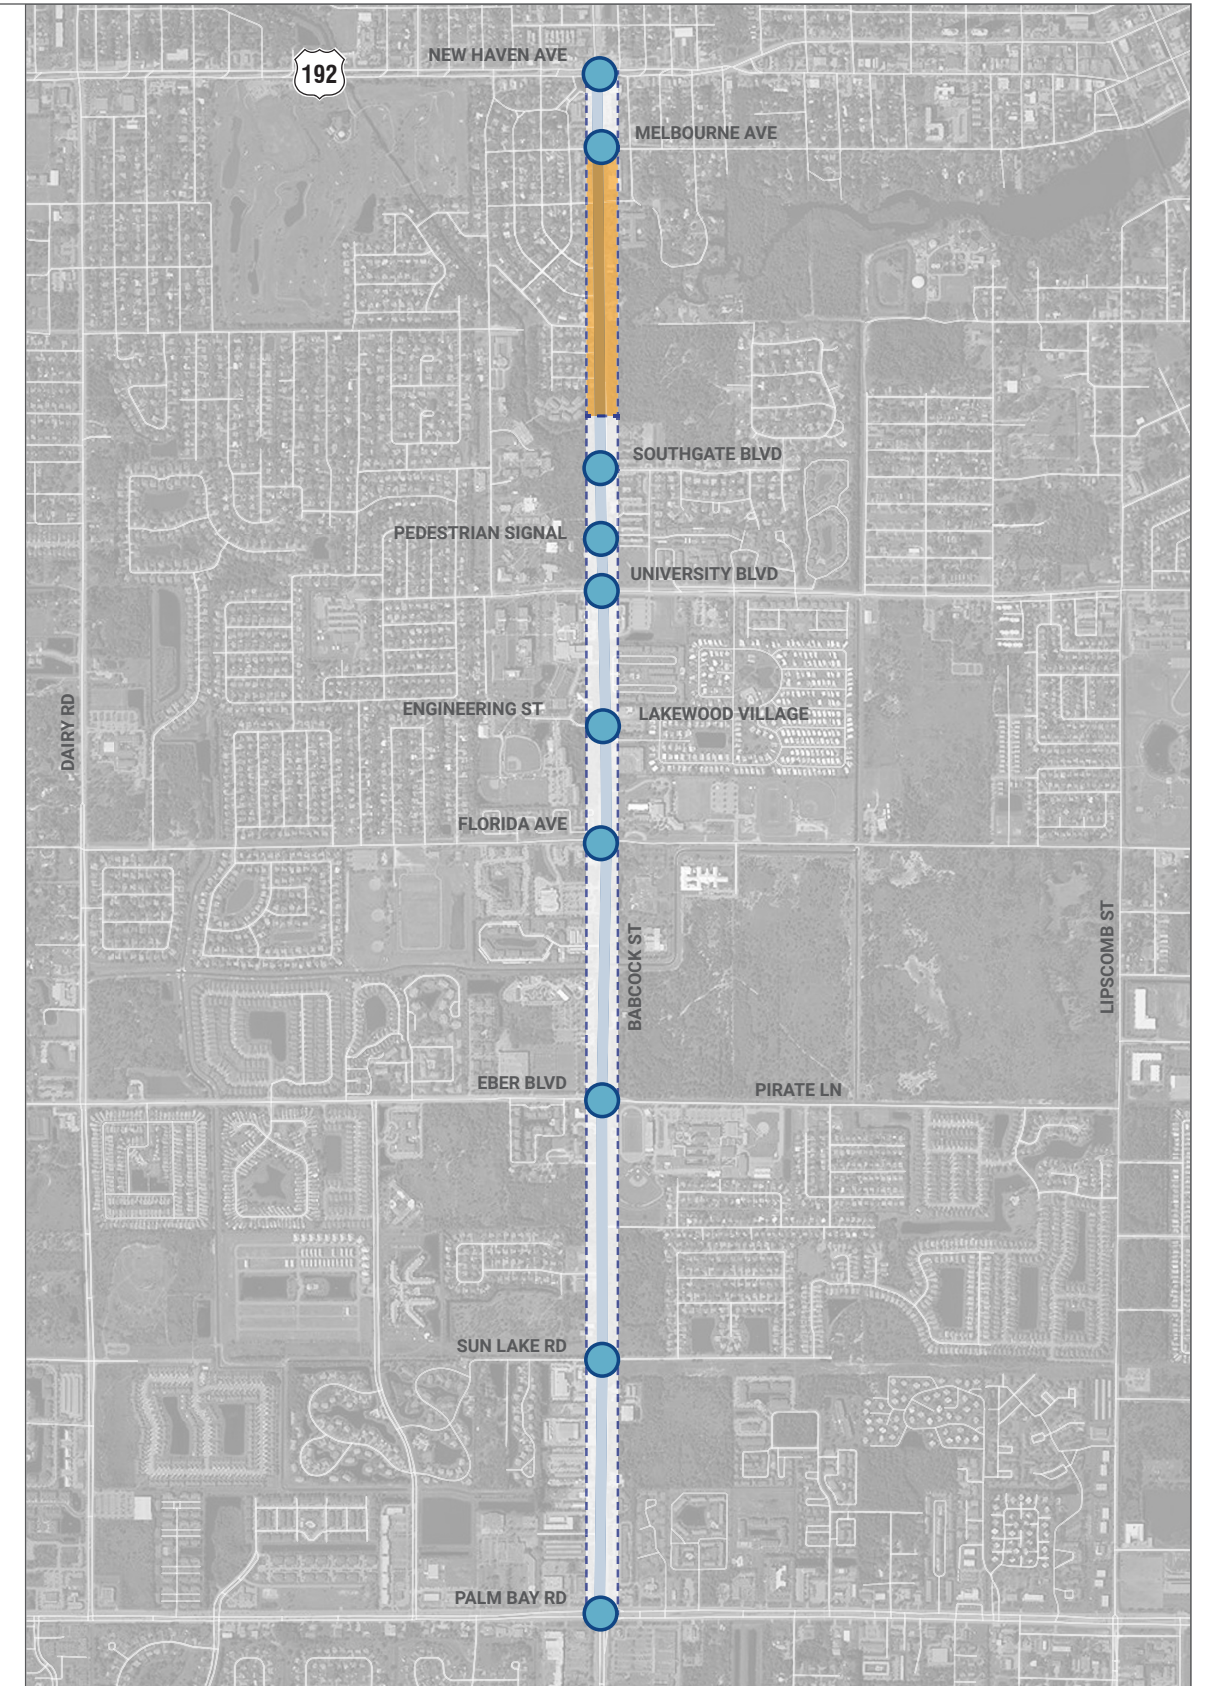 NEW HAVEN AVE
192
MELBOURNE AVE
SOUTHGATE BLVD
PEDESTRIAN SIGNAL
UNIVERSITY BLVD
DAIRY RD
ENGINEERING ST
LAKEWOOD VILLAGE
FLORIDA AVE
BABCOCK ST
LIPSCOMB ST
EBER BLVD
PIRATE LN
SUN LAKE RD
PALM BAY RD